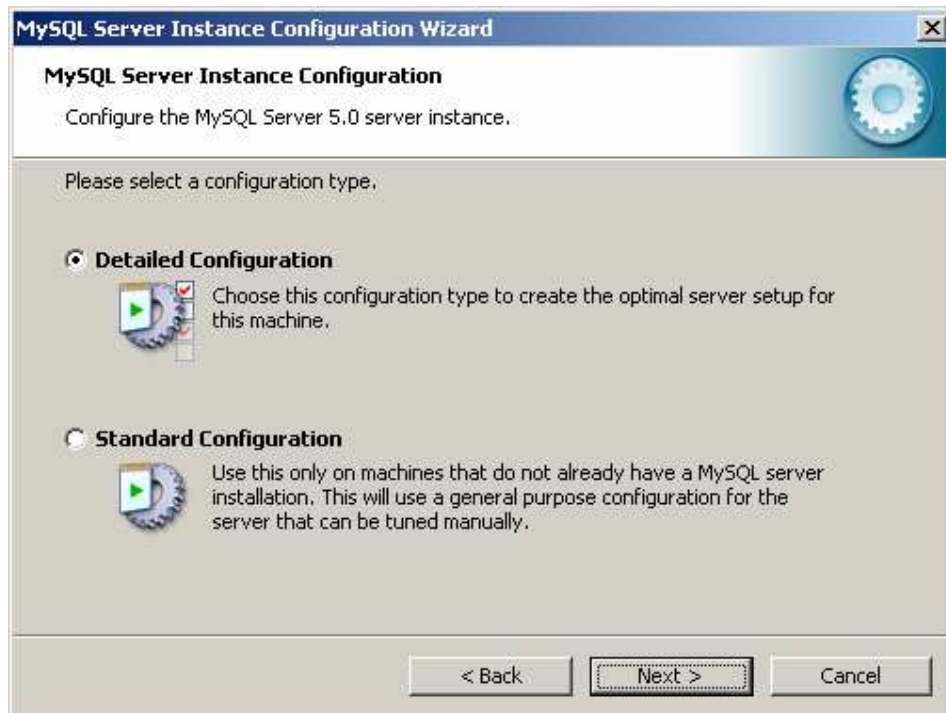 MySQL Server Instance Configuration Wizard
MySQL Server Instance Configuration
Configure the MySQL Server 5.0 server instance.
Please select a configuration type.
Detailed Configuration
Choose this configuration type to create the optimal server setup for
this machine.
Standard Configuration
Use this only on machines that do not already have a MySQL server
installation. This will use a general purpose configuration for the
server that can be tuned manually.
< Back
Next >
Cancel